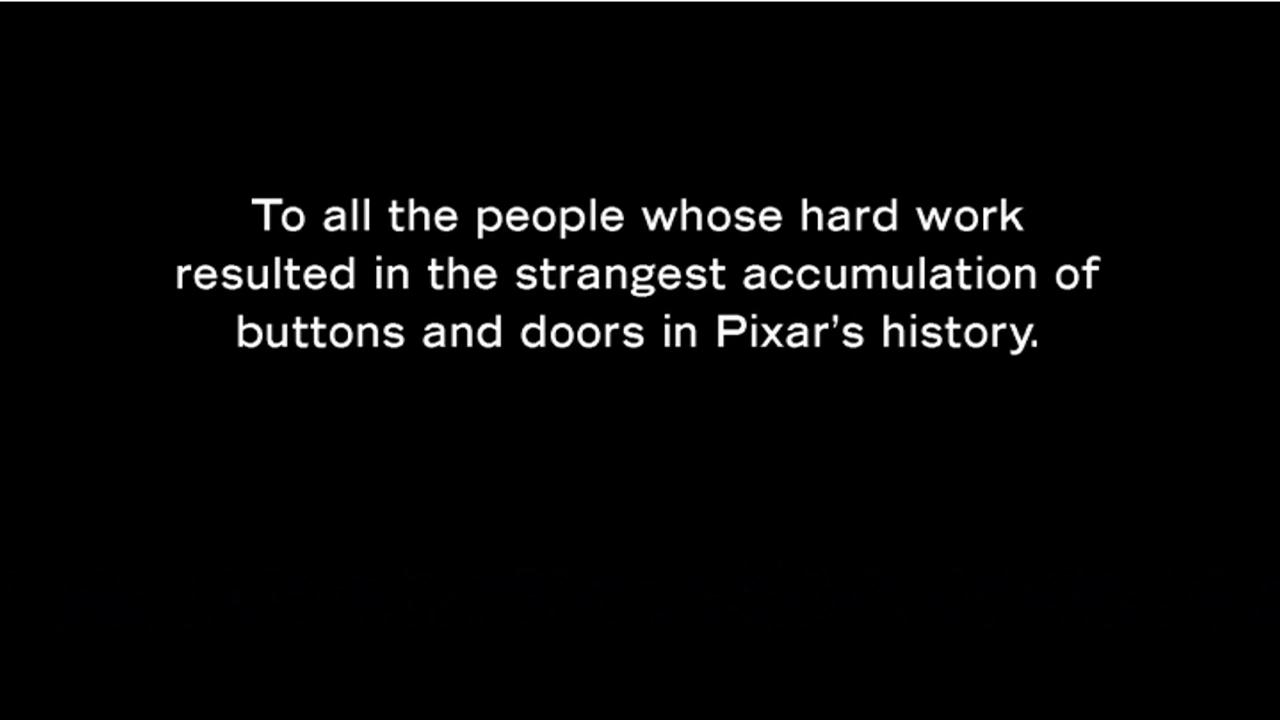 To all the people whose hard work
resulted in the strangest accumulation of
buttons and doors in Pixar’s history.